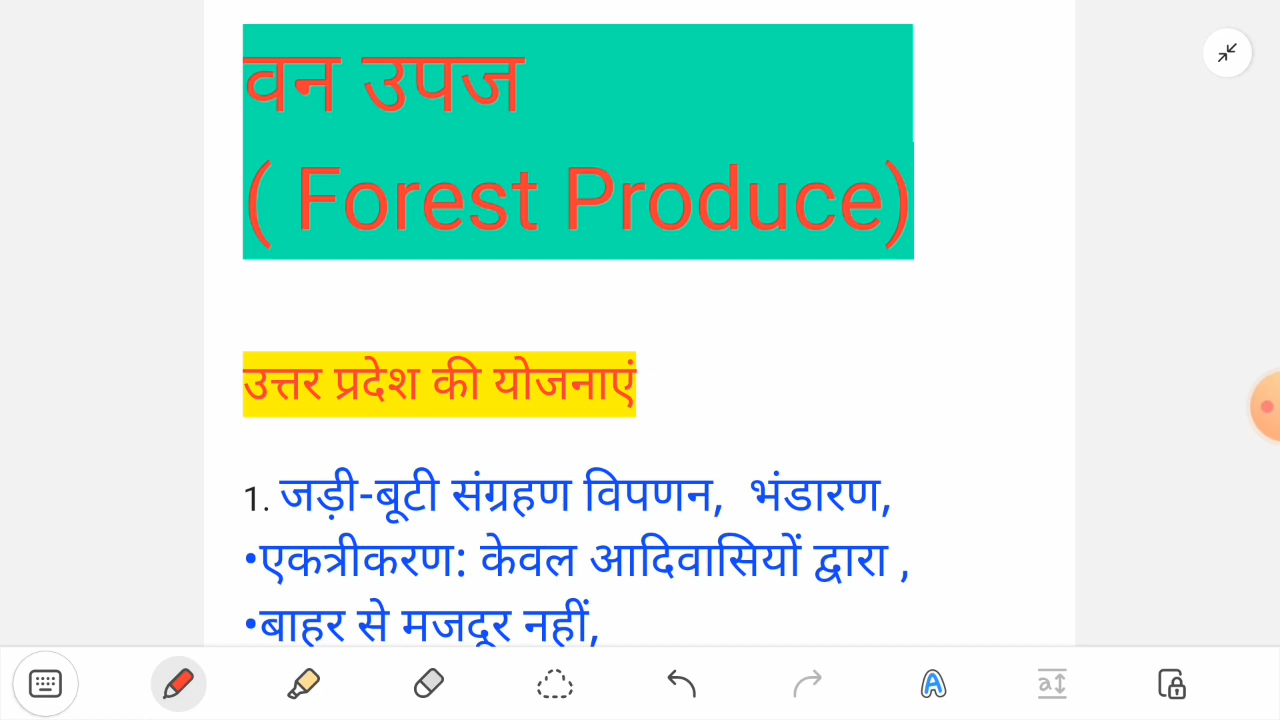 वन उपज
( Forest Produce)
उत्तर प्रदेश की योजनाएं
1. जड़ी-बूटी संग्रहण विपणन,  भंडारण,
•एकत्रीकरण: केवल आदिवासियों द्वारा ,
•बाहर से मजदूर नहीं,